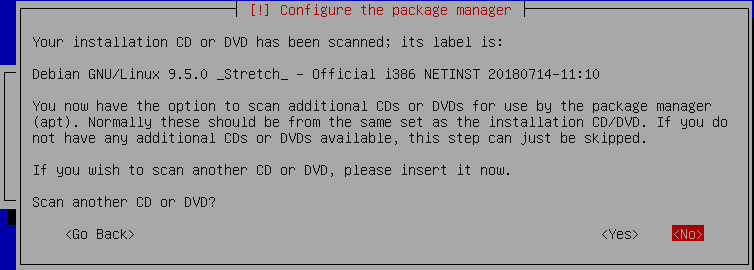 [!] Configure the package manager
Your installation CD or DVD has been scanned; its label is:
Debian GNU/Linux 9.5.0 _Stretch_ - Official i386 NETINST 20180714-11:10
You now have the option to scan additional CDs or DVDs for use by the package manager
(apt). Normally these should be from the same set as the installation CD/DVD. If you do
not have any additional CDs or DVDs available, this step can just be skipped.
If you wish to scan another CD or DVD, please insert it now.
Scan another CD or DVD?
<Go Back> <Yes> <No>